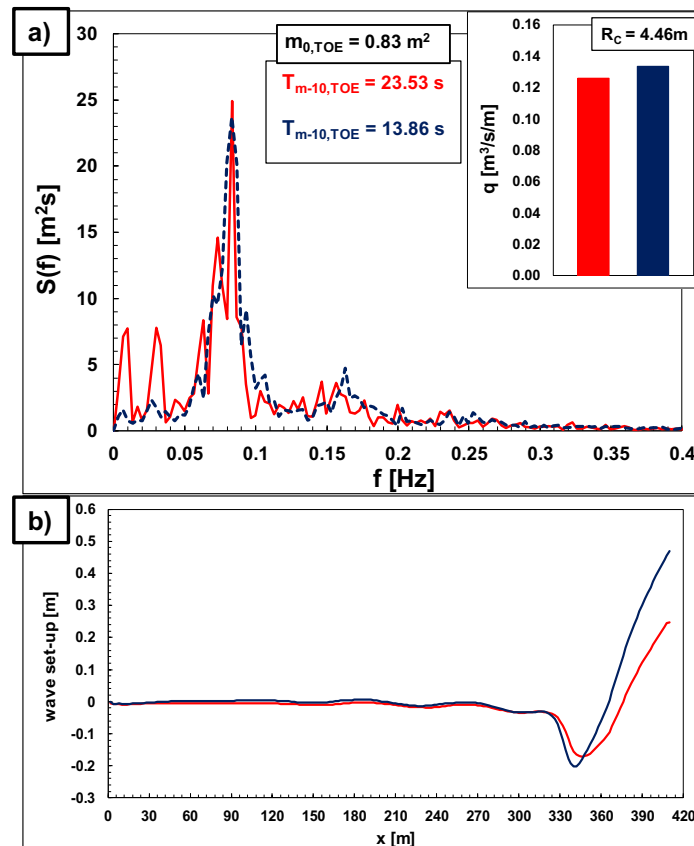 a)
30
25
20
15
10
5
0
S(f) [m²s]
m₀,TOE = 0.83 m²
Tm-10,TOE = 23.53 s
Tm-10,TOE = 13.86 s
RC = 4.46m
0.16
0.14
0.12
0.10
0.08
0.06
0.04
0.02
0.00
q [m³/s/m]
0 0.05 0.1 0.15 0.2 0.25 0.3 0.35 0.4
f [Hz]
b)
0.6
0.5
0.4
0.3
0.2
0.1
0
-0.1
-0.2
-0.3
wave set-up [m]
0 30 60 90 120 150 180 210 240 270 300 330 360 390 420
x [m]